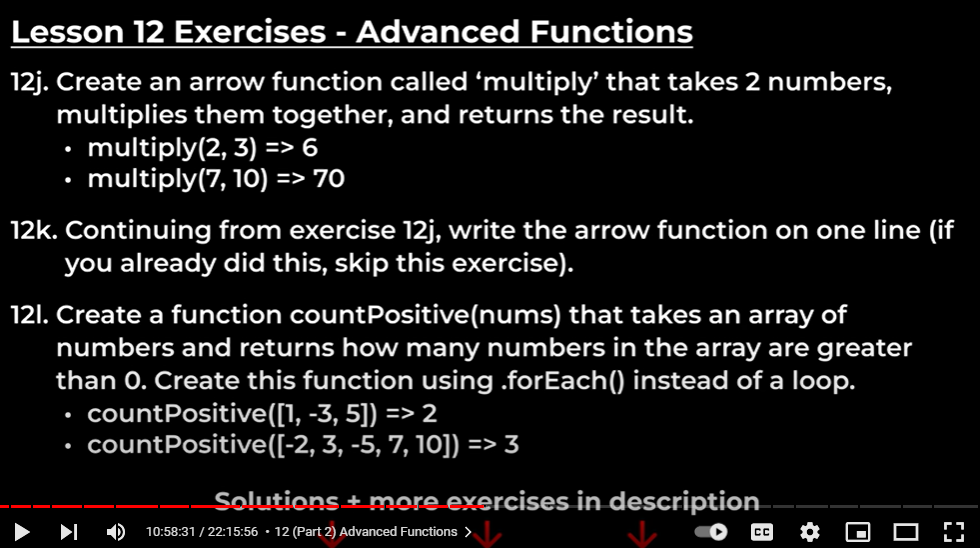 Lesson 12 Exercises - Advanced Functions
12j. Create an arrow function called ‘multiply’ that takes 2 numbers,
multiplies them together, and returns the result.
• multiply(2, 3) => 6
• multiply(7, 10) => 70
12k. Continuing from exercise 12j, write the arrow function on one line (if
you already did this, skip this exercise).
12l. Create a function countPositive(nums) that takes an array of
numbers and returns how many numbers in the array are greater
than 0. Create this function using .forEach() instead of a loop.
• countPositive([1, -3, 5]) => 2
• countPositive([-2, 3, -5, 7, 10]) => 3
Solutions + more exercises in description
10:58:31 / 22:15:56 • 12 (Part 2) Advanced Functions >
CC